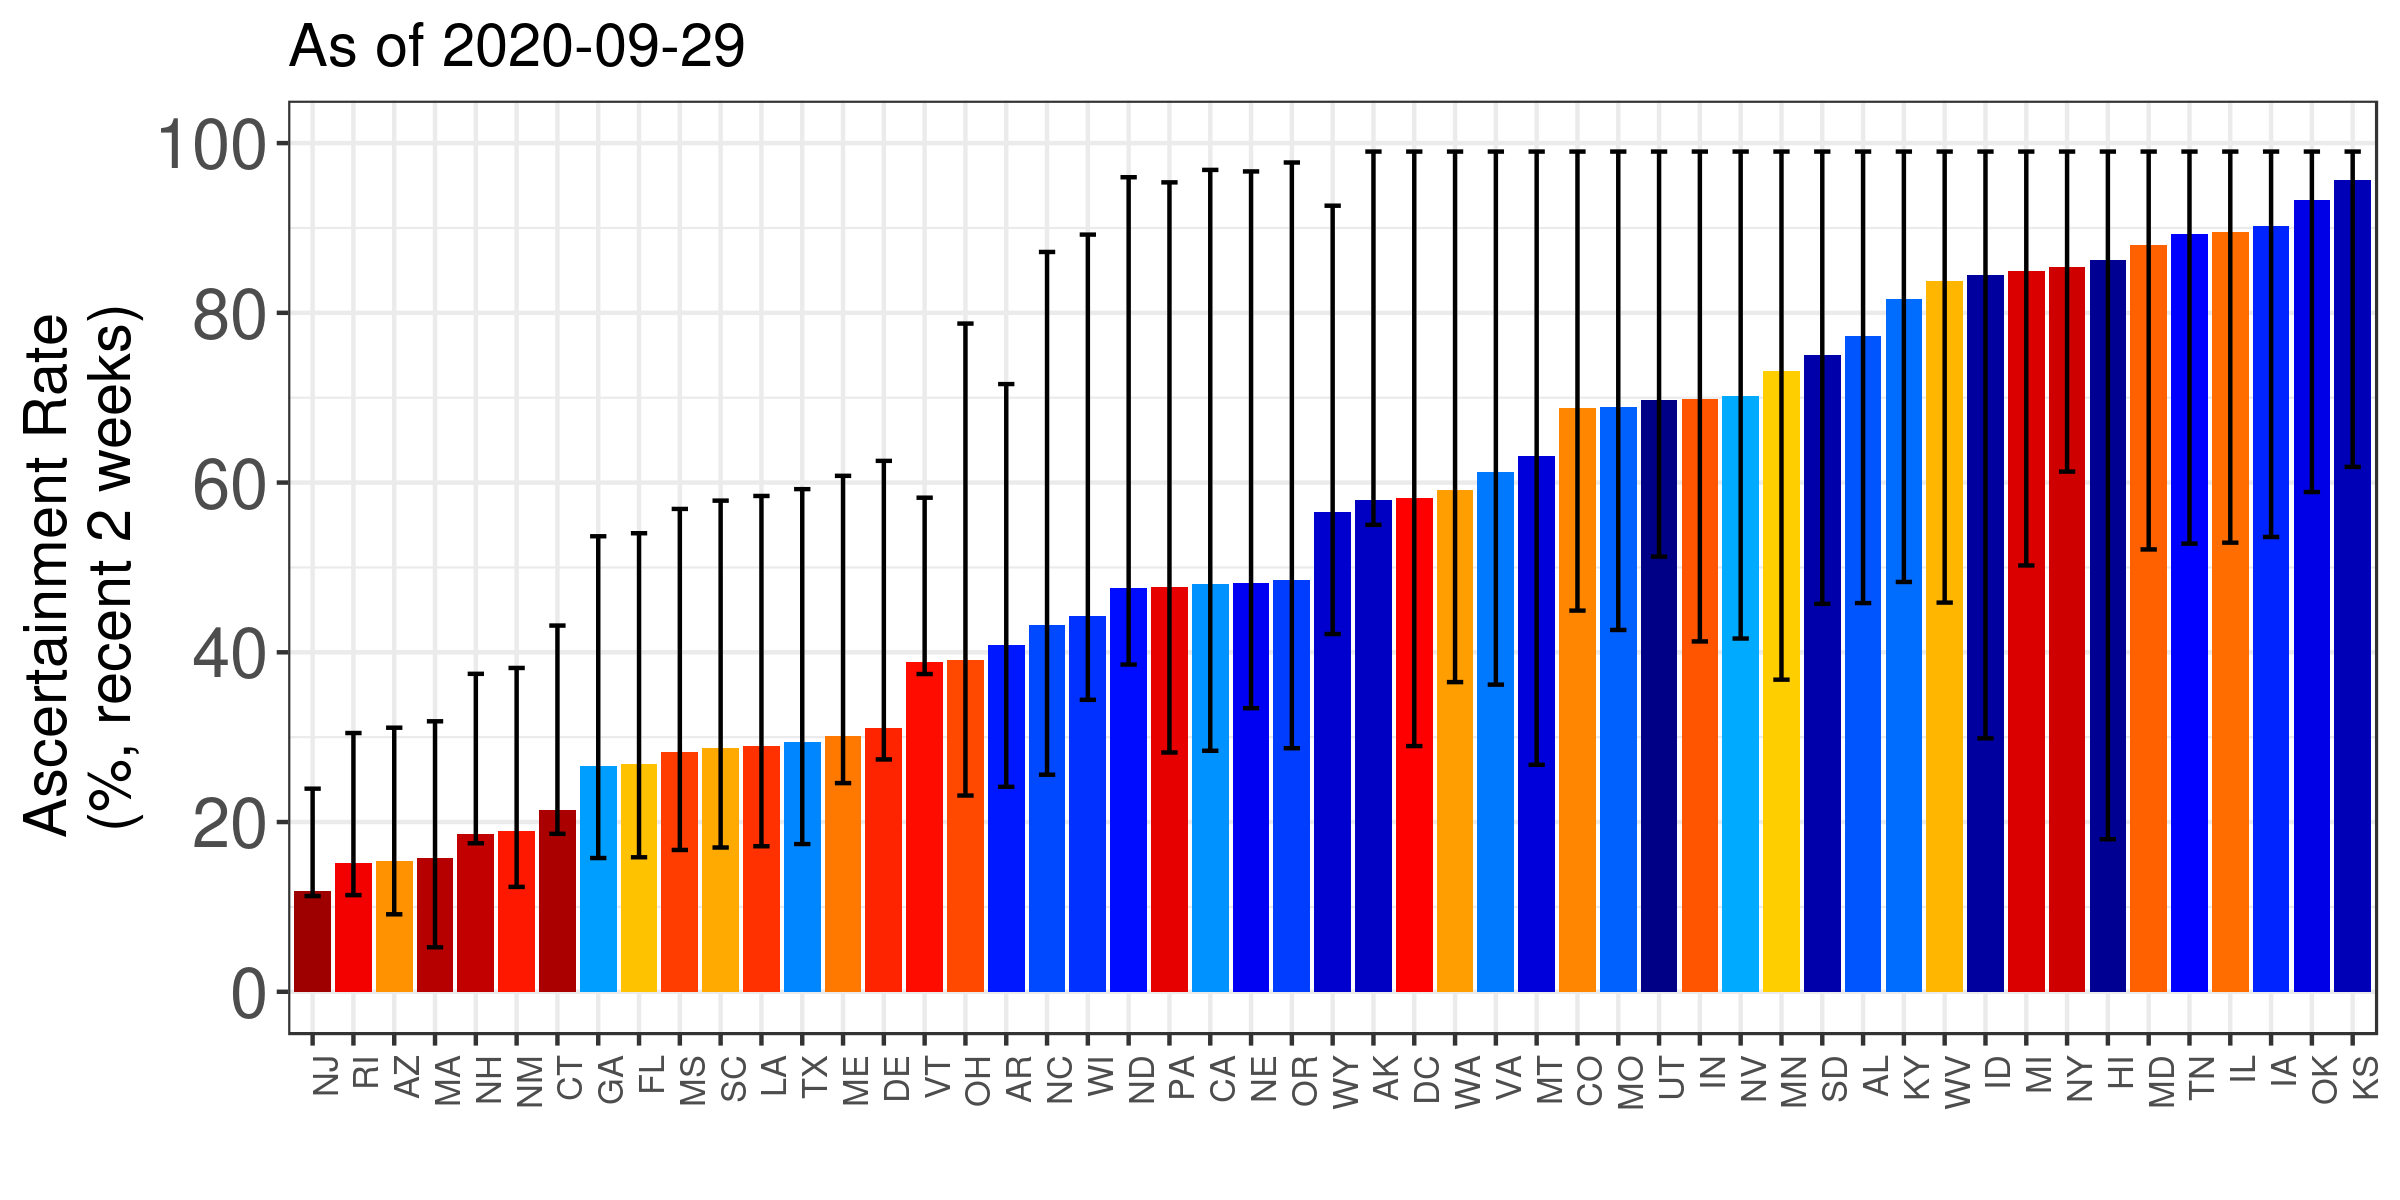 As of 2020-09-29
Ascertainment Rate
(%, recent 2 weeks)
100
80
60
40
20
0
NJ
RI
AZ
MA
NH
NM
CT
GA
FL
MS
SC
LA
TX
ME
DE
VT
OH
AR
NC
WI
ND
PA
CA
NE
OR
WY
AK
DC
WA
VA
MT
CO
MO
UT
IN
NV
MN
SD
AL
KY
WV
ID
MI
NY
HI
MD
TN
IL
IA
OK
KS